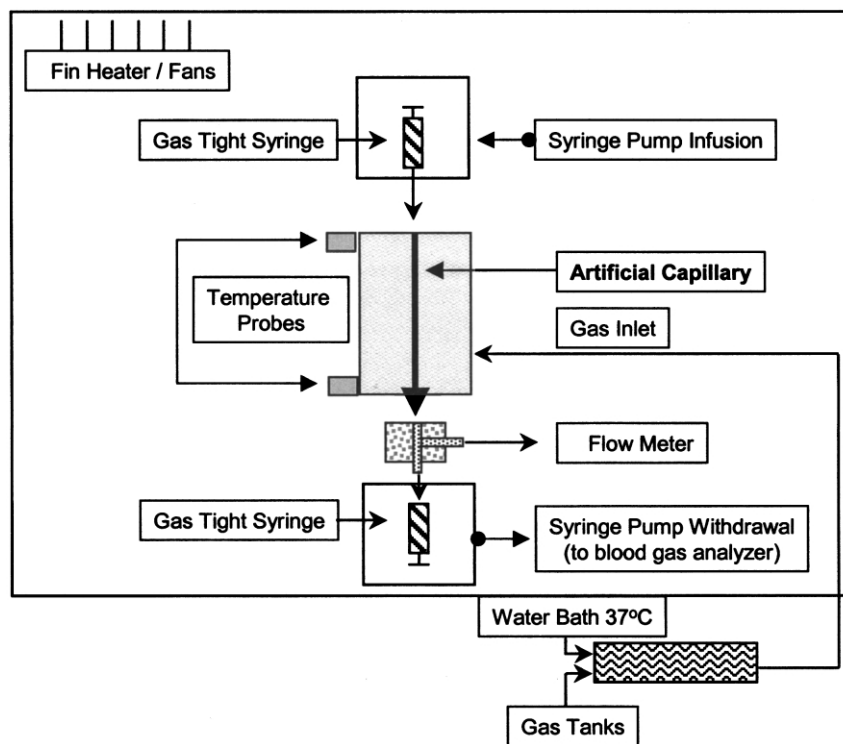 Fin Heater / Fans
Gas Tight Syringe
Syringe Pump Infusion
Artificial Capillary
Temperature
Probes
Gas Inlet
Flow Meter
Gas Tight Syringe
Syringe Pump Withdrawal
(to blood gas analyzer)
Water Bath 37ºC
Gas Tanks